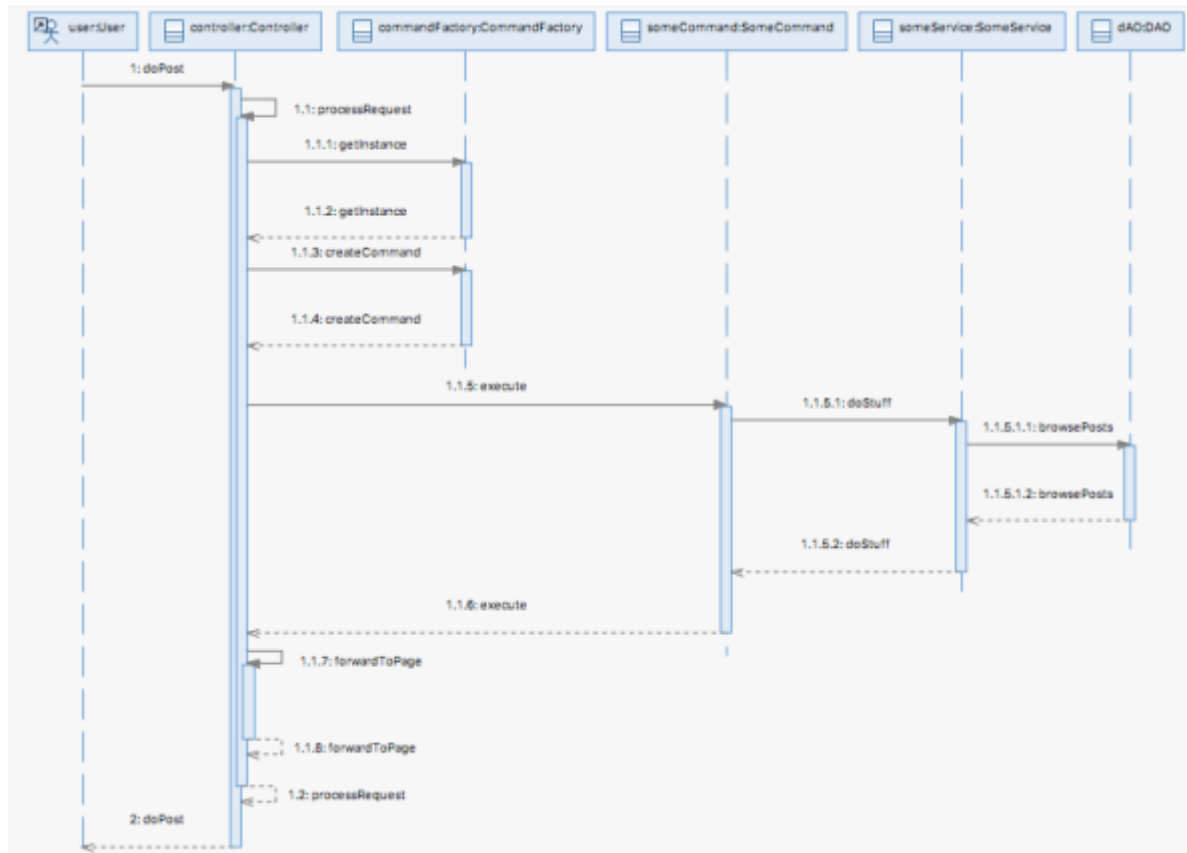 user:User
controller:Controller
commandFactory:CommandFactory
someCommand:SomeCommand
someService:SomeService
dAO:DAO
1: doPost
1.1: processRequest
1.1.1: getInstance
1.1.2: getInstance
1.1.3: createCommand
1.1.4: createCommand
1.1.5: execute
1.1.5.1: doStuff
1.1.5.1.1: browsePosts
1.1.5.1.2: browsePosts
1.1.5.2: doStuff
1.1.6: execute
1.1.7: forwardToPage
1.1.8: forwardToPage
1.2: processRequest
2: doPost